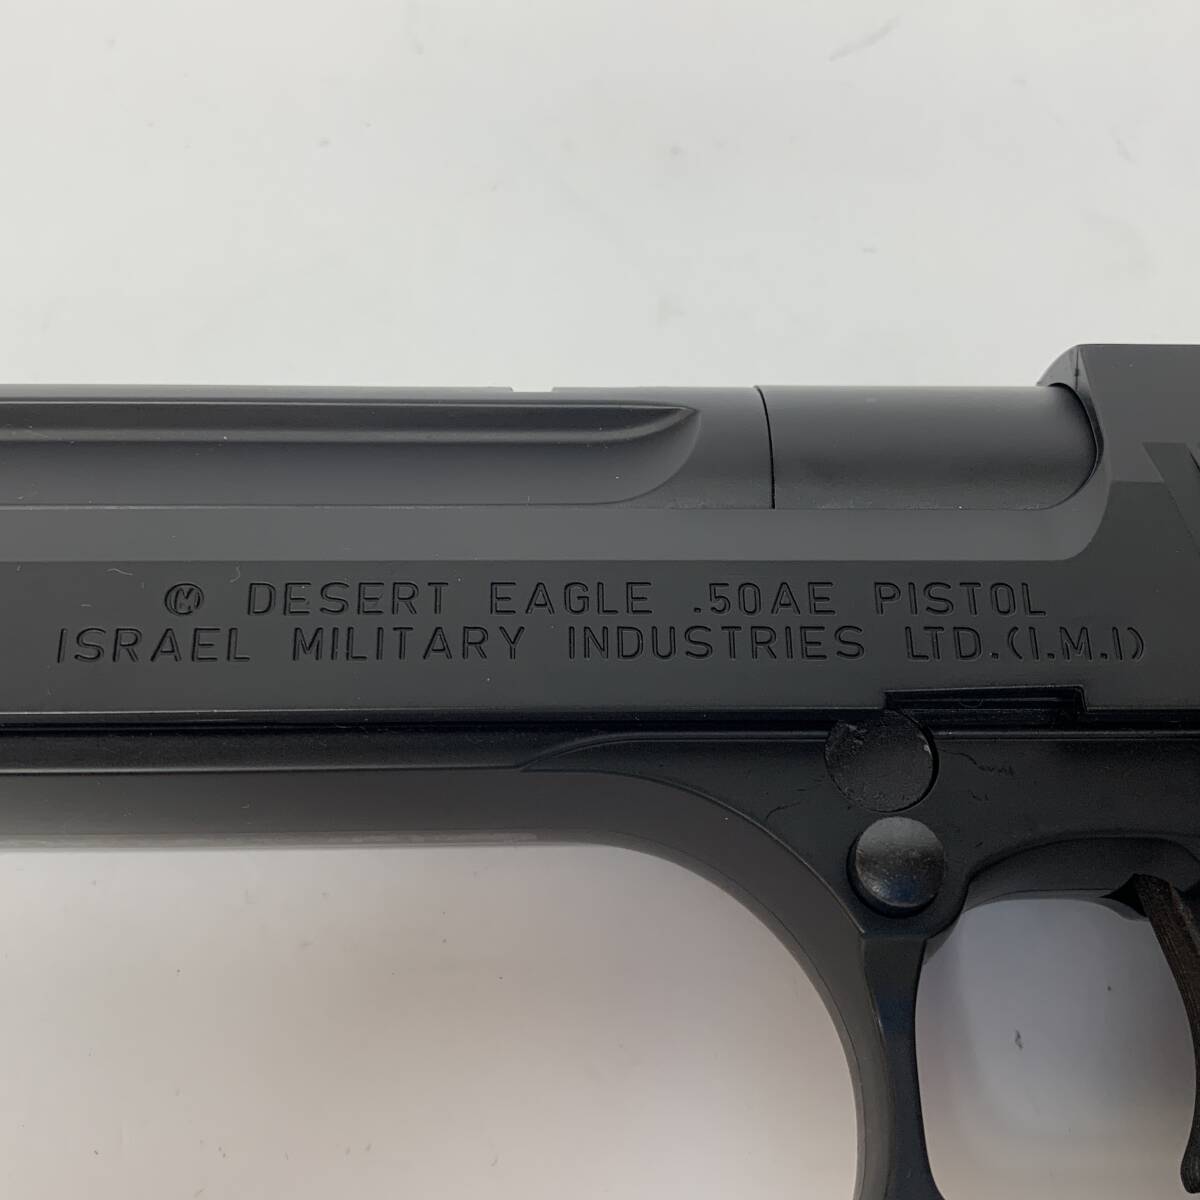 Ⓜ DESERT EAGLE .50AE PISTOL
ISRAEL MILITARY INDUSTRIES LTD.(I.M.I)